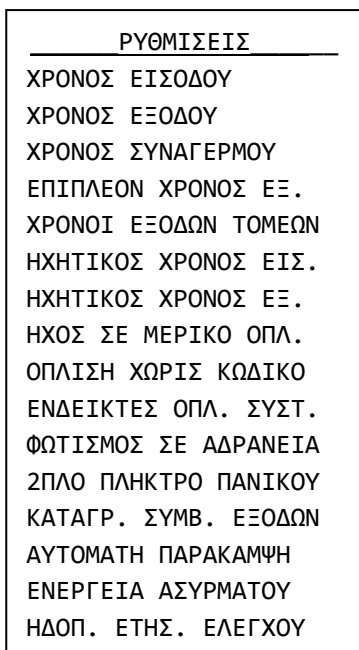 ΡΥΘΜΙΣΕΙΣ
ΧΡΟΝΟΣ ΕΙΣΟΔΟΥ
ΧΡΟΝΟΣ ΕΞΟΔΟΥ
ΧΡΟΝΟΣ ΣΥΝΑΓΕΡΜΟΥ
ΕΠΙΠΛΕΟΝ ΧΡΟΝΟΣ ΕΞ.
ΧΡΟΝΟΙ ΕΞΟΔΩΝ ΤΟΜΕΩΝ
ΗΧΗΤΙΚΟΣ ΧΡΟΝΟΣ ΕΙΣ.
ΗΧΗΤΙΚΟΣ ΧΡΟΝΟΣ ΕΞ.
ΗΧΟΣ ΣΕ ΜΕΡΙΚΟ ΟΠΛ.
ΟΠΛΙΣΗ ΧΩΡΙΣ ΚΩΔΙΚΟ
ΕΝΔΕΙΚΤΕΣ ΟΠΛ. ΣΥΣΤ.
ΦΩΤΙΣΜΟΣ ΣΕ ΑΔΡΑΝΕΙΑ
2ΠΛΟ ΠΛΗΚΤΡΟ ΠΑΝΙΚΟΥ
ΚΑΤΑΓΡ. ΣΥΜΒ. ΕΞΟΔΩΝ
ΑΥΤΟΜΑΤΗ ΠΑΡΑΚΑΜΨΗ
ΕΝΕΡΓΕΙΑ ΑΣΥΡΜΑΤΟΥ
ΗΔΟΠ. ΕΤΗΣ. ΕΛΕΓΧΟΥ